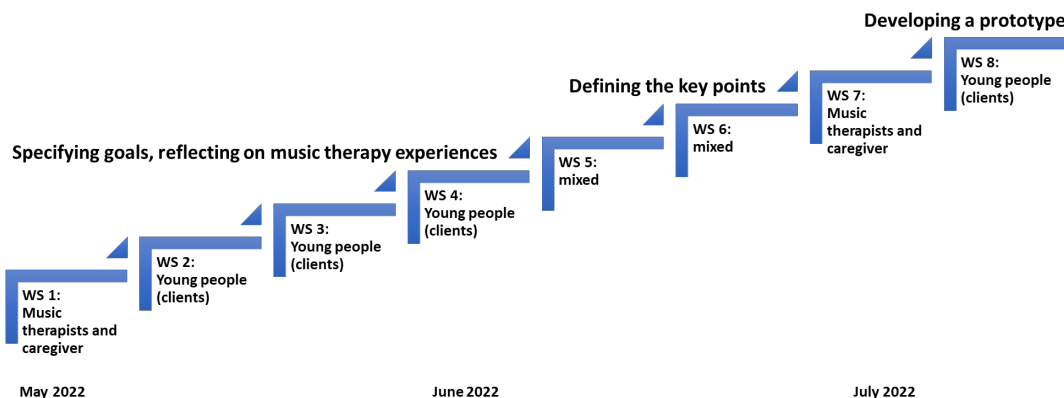 Developing a prototype
WS 8:
Young people
(clients)
Defining the key points
WS 7:
Music
therapists and
caregiver
WS 6:
mixed
Specifying goals, reflecting on music therapy experiences
WS 5:
mixed
WS 4:
Young people
(clients)
WS 3:
Young people
(clients)
WS 2:
Young people
(clients)
WS 1:
Music
therapists and
caregiver
May 2022
June 2022
July 2022